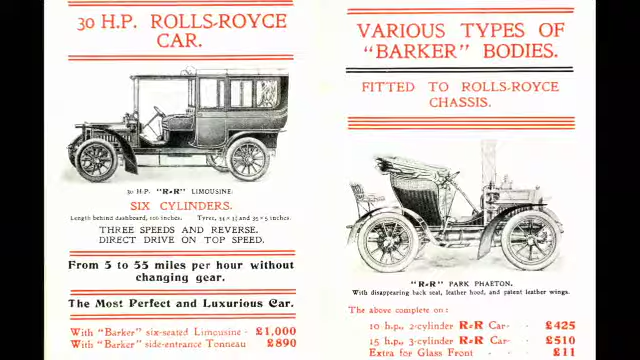 30 H.P. ROLLS-ROYCE
CAR.
30 H.P. "R•R" LIMOUSINE.
SIX CYLINDERS.
Length behind dashboard, 106 inches. Tyres,
THREE SPEEDS AND REVERSE.
DIRECT DRIVE ON TOP SPEED.
From 5 to 55 miles per hour without
changing gear.
The Most Perfect and Luxurious Car.
With "Barker" six-seated Limousine - £1,000
With "Barker" side-entrance Tonneau £890
VARIOUS TYPES OF
"BARKER" BODIES.
FITTED TO ROLLS-ROYCE
CHASSIS.
"R•R" PARK PHAETON.
With disappearing back seat, leather hood, and patent leather wings.
The above complete on:
10 h.p., 2-cylinder R•R Car- - £425
15 h.p., 3-cylinder R•R Car- - £510
Extra for Glass Front - - £11